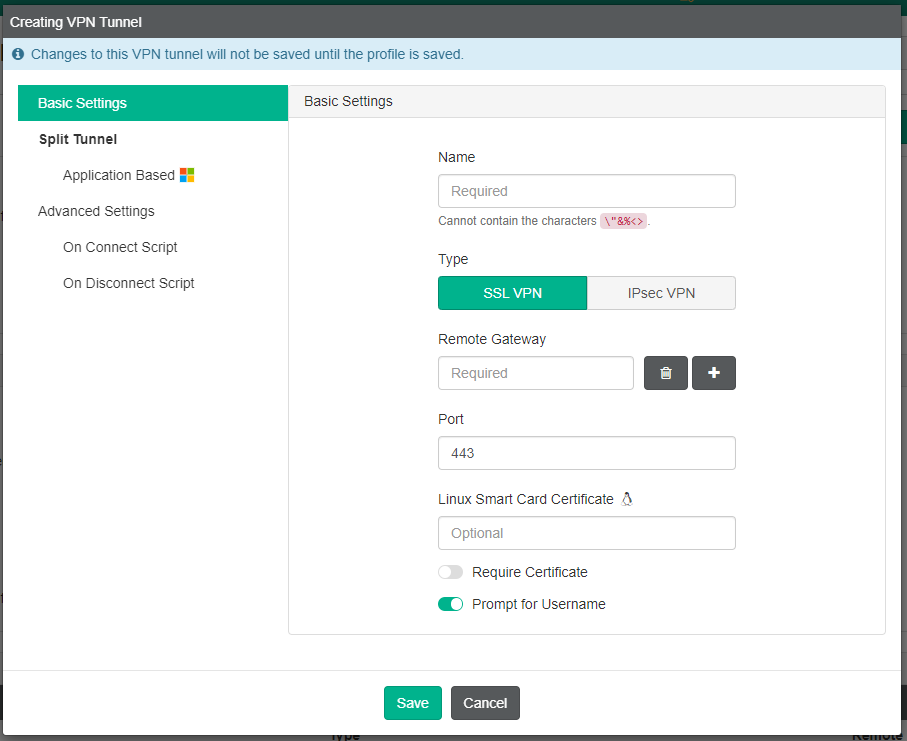 Creating VPN Tunnel
Changes to this VPN tunnel will not be saved until the profile is saved.
Basic Settings
Split Tunnel
Application Based
Advanced Settings
On Connect Script
On Disconnect Script
Basic Settings
Name
Required
Cannot contain the characters \"&%<>.
Type
SSL VPN IPsec VPN
Remote Gateway
Required
Port
443
Linux Smart Card Certificate
Optional
Require Certificate
Prompt for Username
Save Cancel
Type Remote